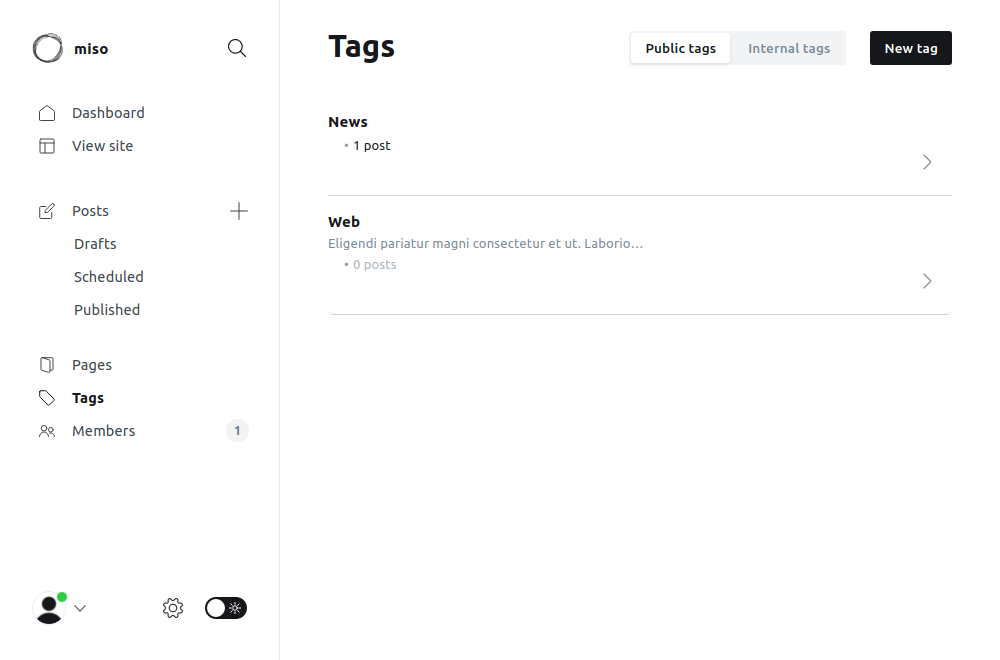 miso
Dashboard
View site
Posts
Drafts
Scheduled
Published
Pages
Tags
Members
1
Tags
Public tags
Internal tags
New tag
News
• 1 post
Web
Eligendi pariatur magni consectetur et ut. Laborio…
• 0 posts